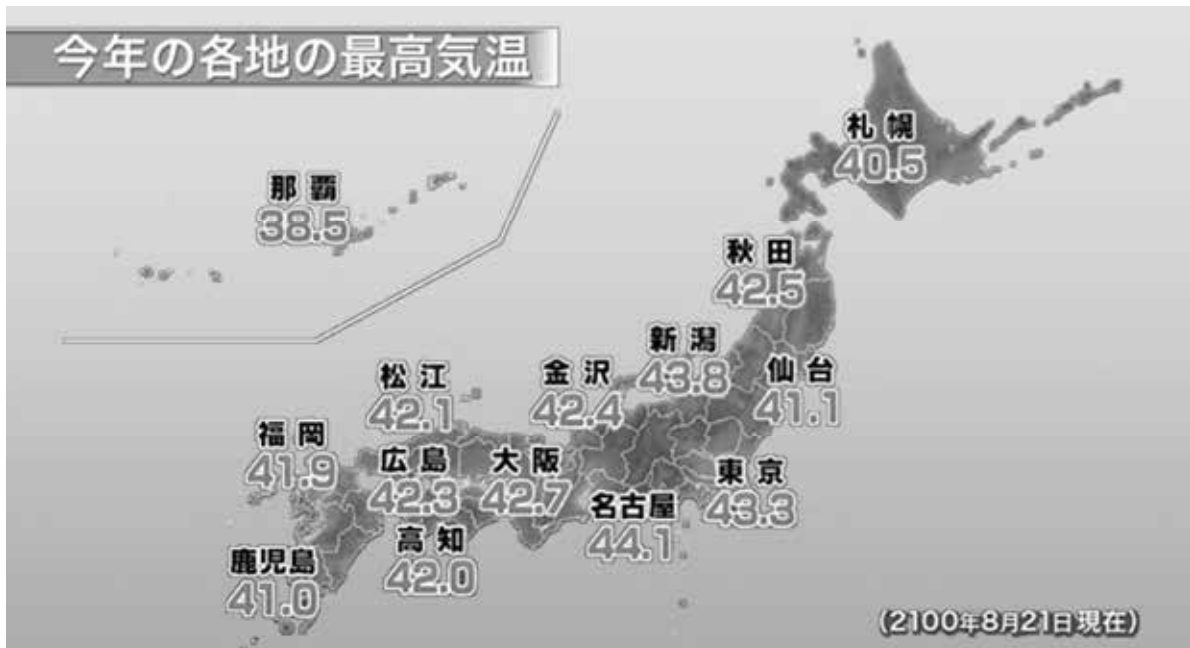 今年の各地の最高気温
札幌
40.5
那覇
38.5
秋田
42.5
新潟
43.8
仙台
41.1
金沢
42.4
松江
42.1
福岡
41.9
広島
42.3
大阪
42.7
東京
43.3
名古屋
44.1
高知
42.0
鹿児島
41.0
(2100年8月21日現在)